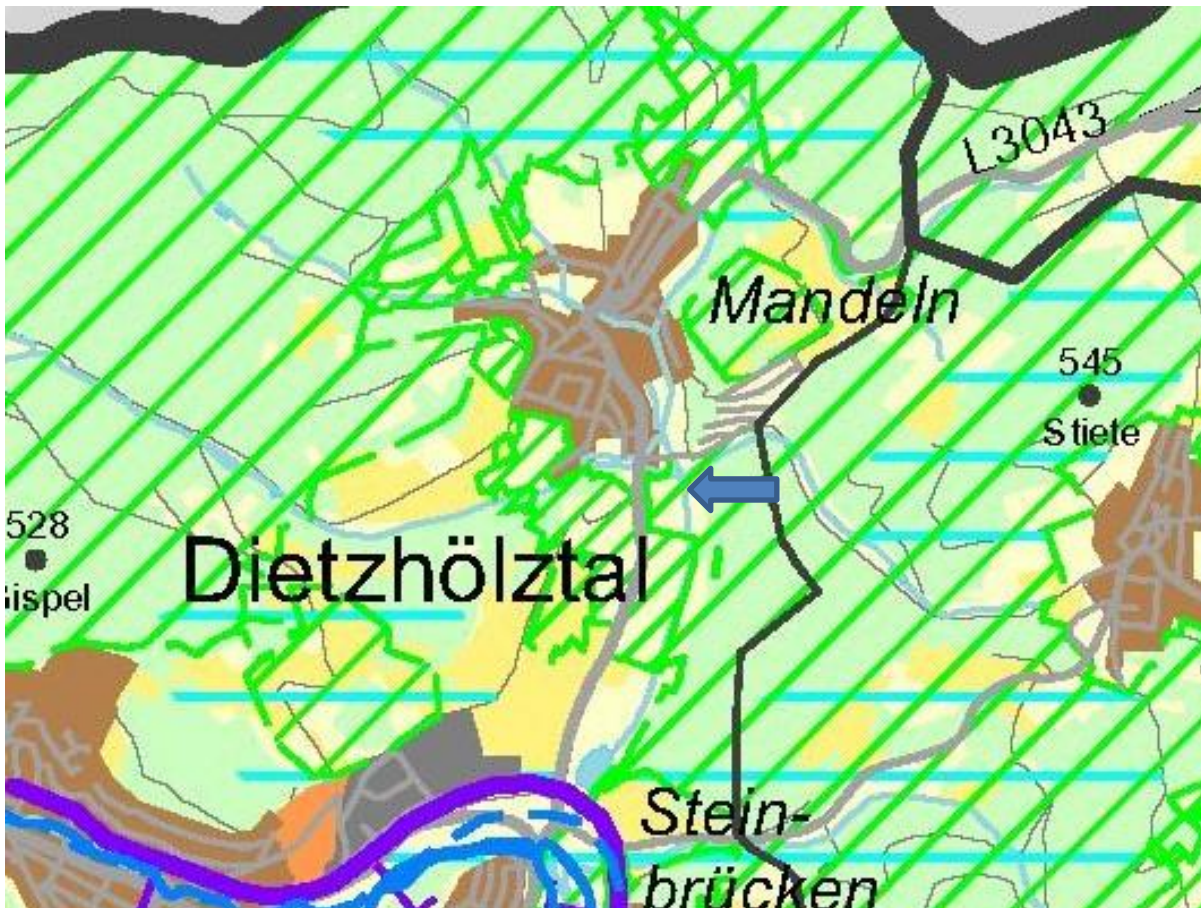 L3043
Mandeln
545
Stiete
528
Gispel
Dietzhölztal
Stein-
brücken